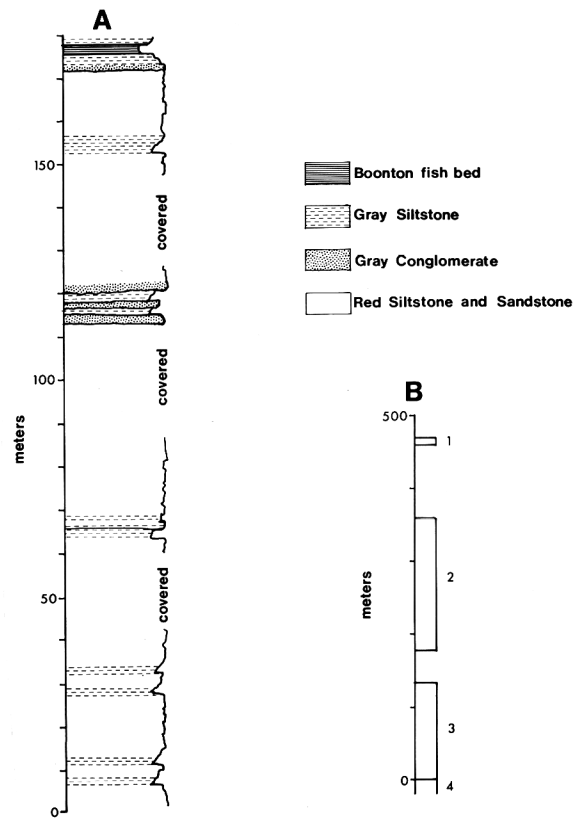 A
150
covered
Boonton fish bed
Gray Siltstone
Gray Conglomerate
Red Siltstone and Sandstone
covered
100
meters
50
covered
0
B
500
1
2
meters
3
0
4